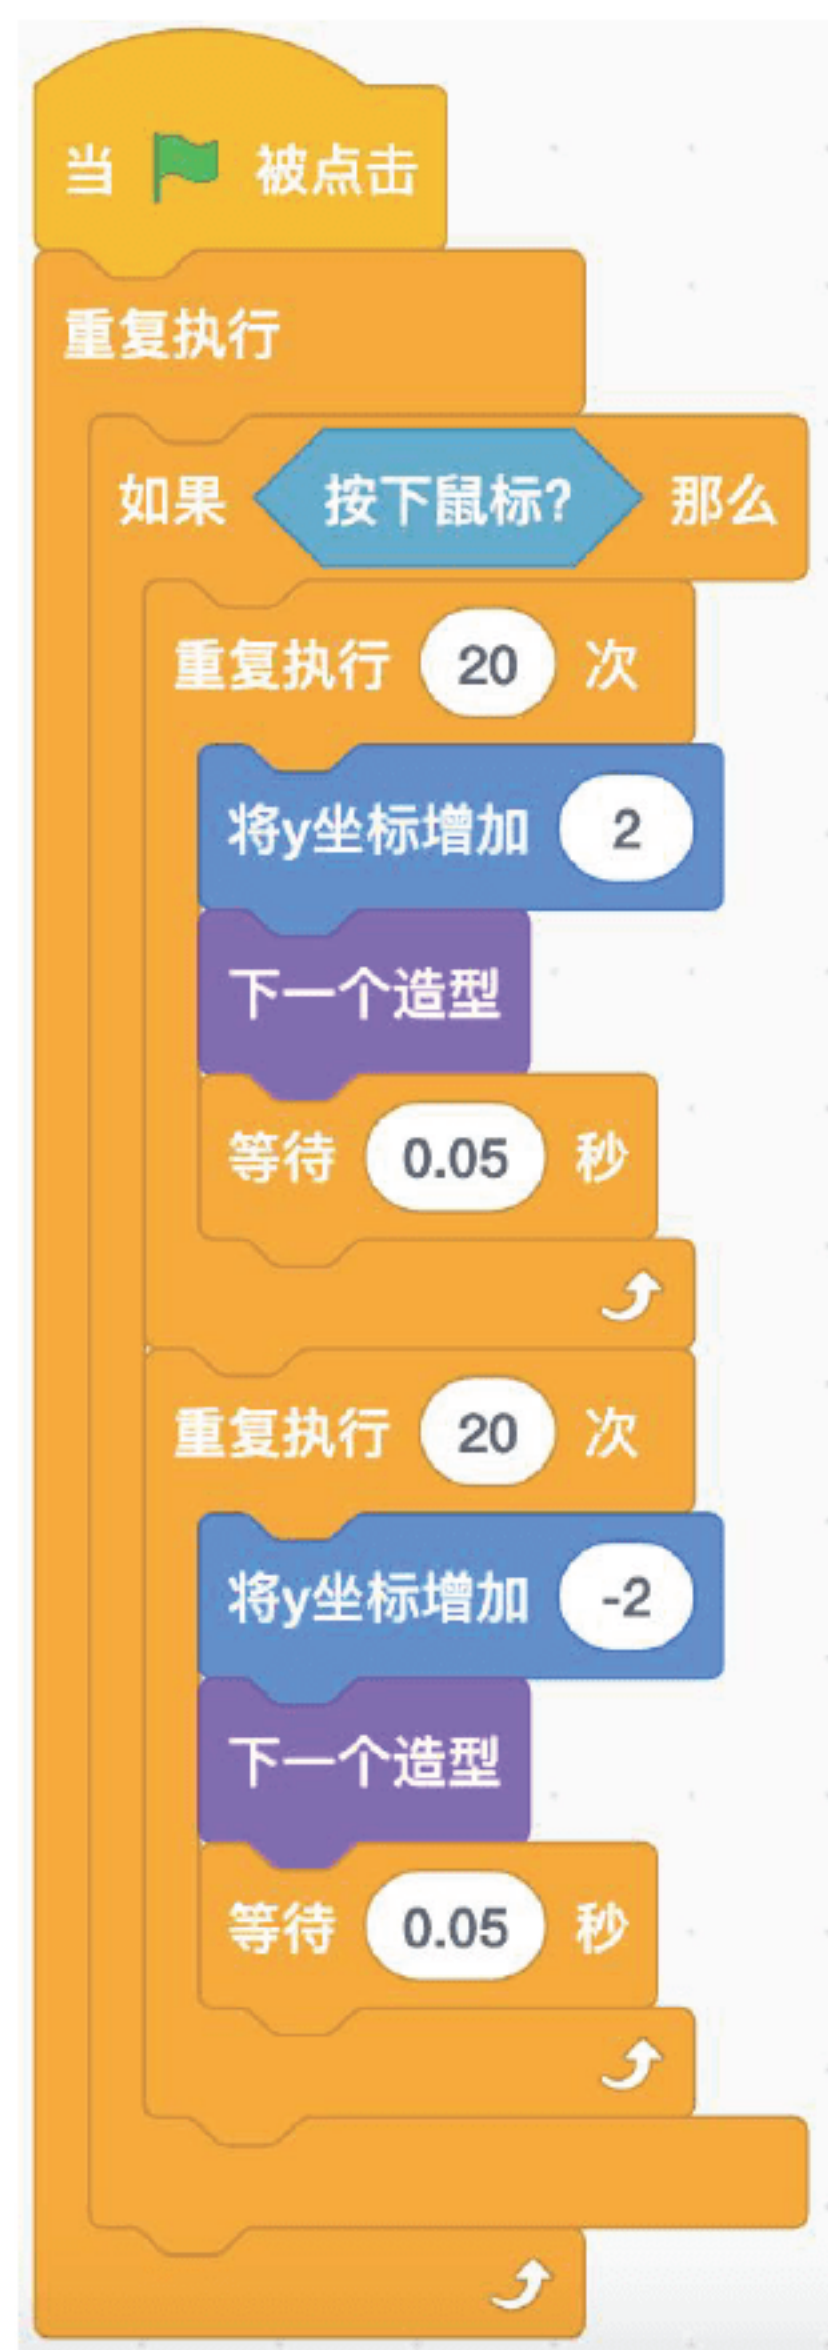 当 被点击
重复执行
如果 按下鼠标? 那么
重复执行 20 次
将y坐标增加 2
下一个造型
等待 0.05 秒
重复执行 20 次
将y坐标增加 -2
下一个造型
等待 0.05 秒